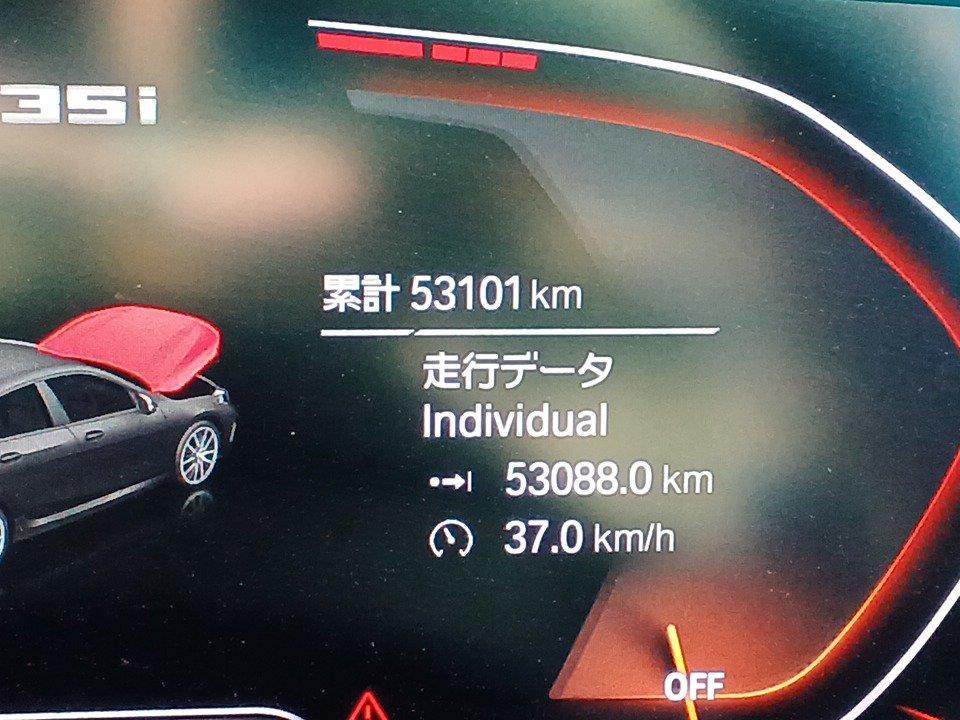 35i
累計 53101 km
走行データ
Individual
53088.0 km
37.0 km/h
OFF